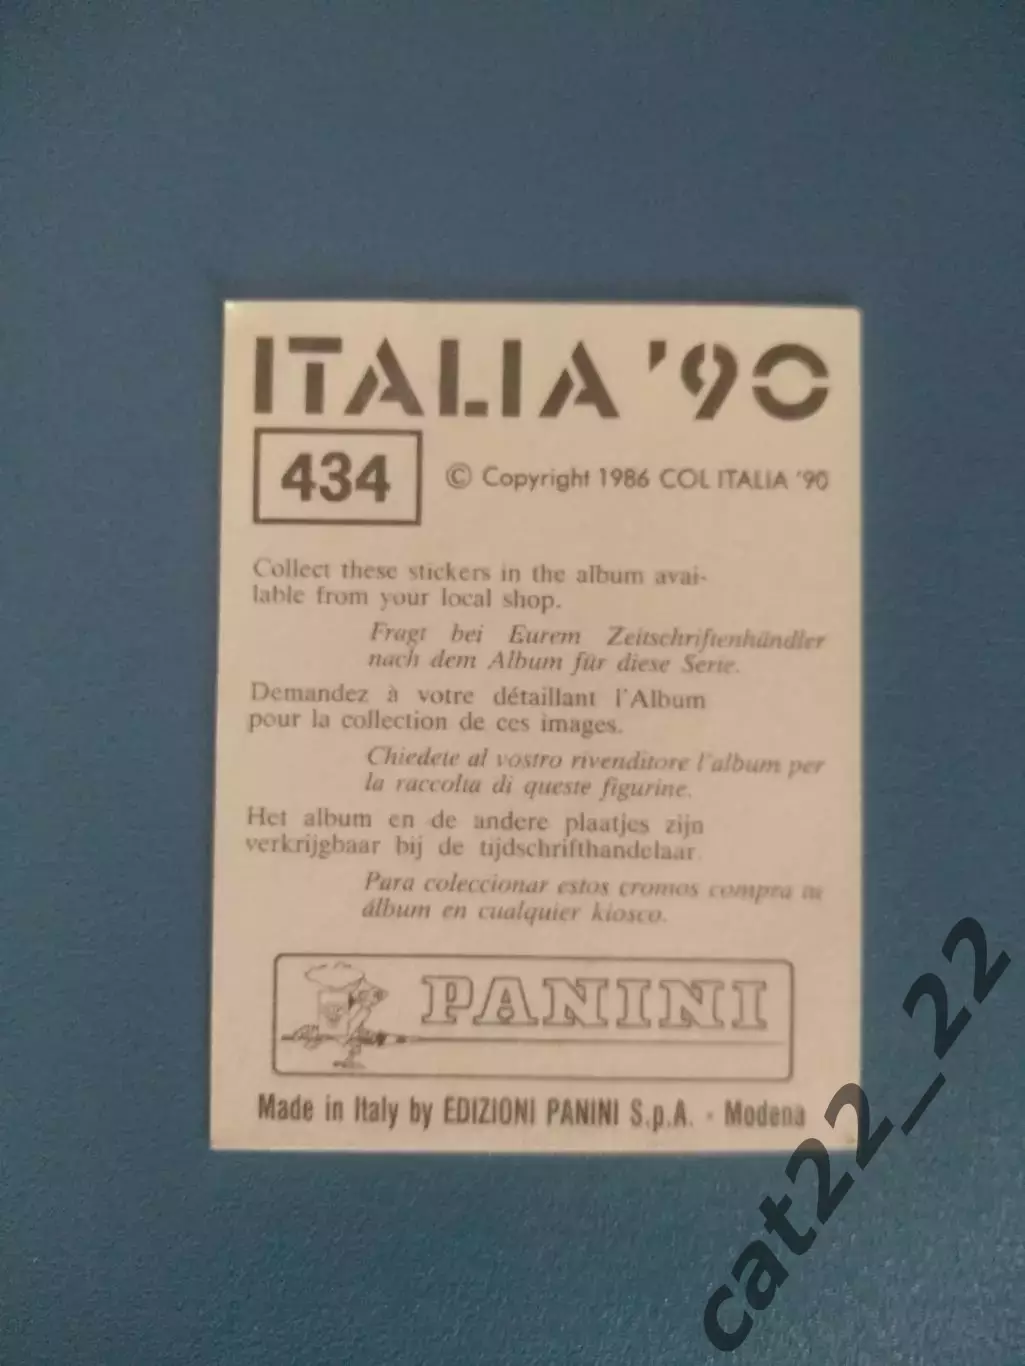 ITALIA '90
434
© Copyright 1986 COL ITALIA '90
Collect these stickers in the album avai-
lable from your local shop.
Fragt bei Eurem Zeitschriftenhändler
nach dem Album für diese Serie.
Demandez à votre détaillant l'Album
pour la collection de ces images.
Chiedete al vostro rivenditore l'album per
la raccolta di queste figurine.
Het album en de andere plaatjes zijn
verkrijgbaar bij de tijdschrifthandelaar.
Para coleccionar estos cromos compra tu
álbum en cualquier kiosco.
PANINI
Made in Italy by EDIZIONI PANINI S.p.A. - Modena
cat22_22